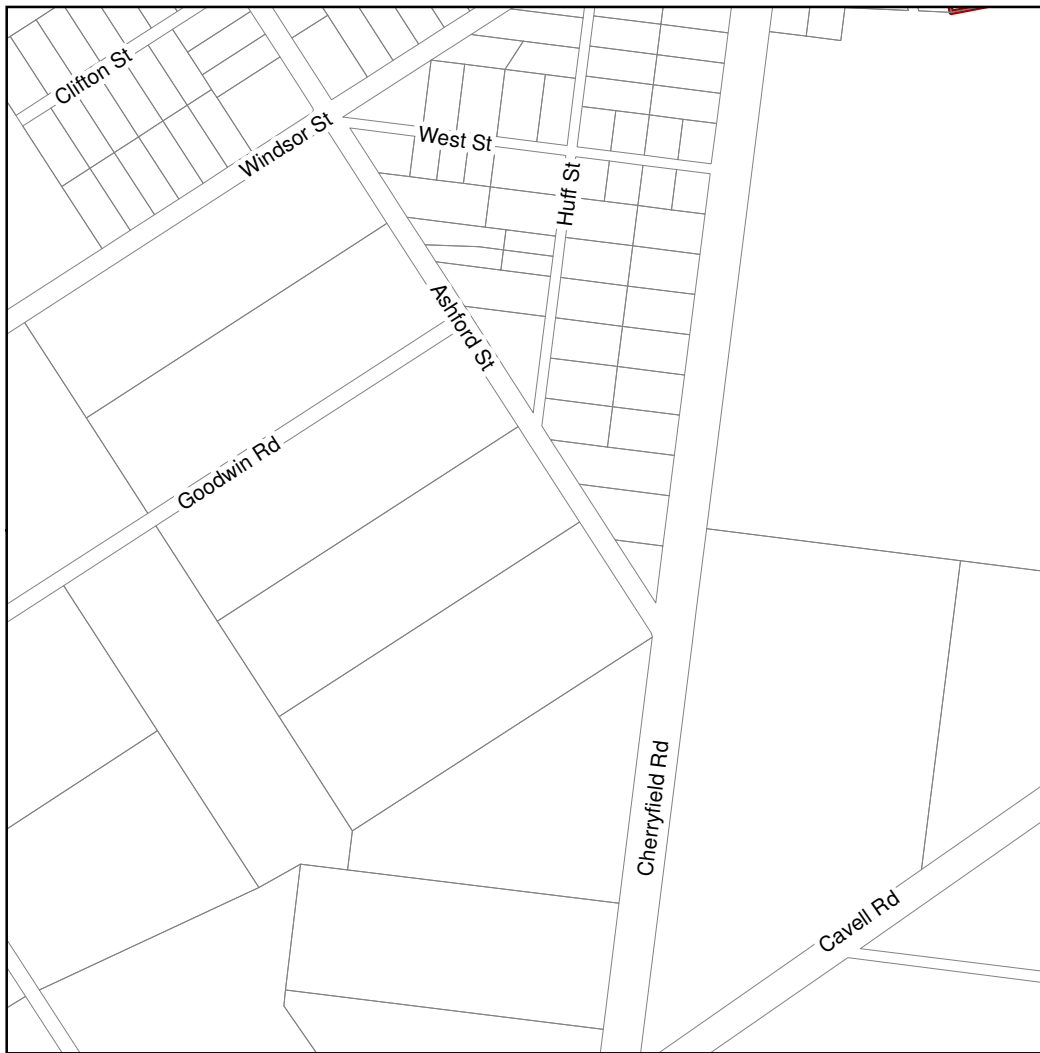 Clifton St
Windsor St
West St
Huff St
Ashford St
Goodwin Rd
Cherryfield Rd
Cavell Rd